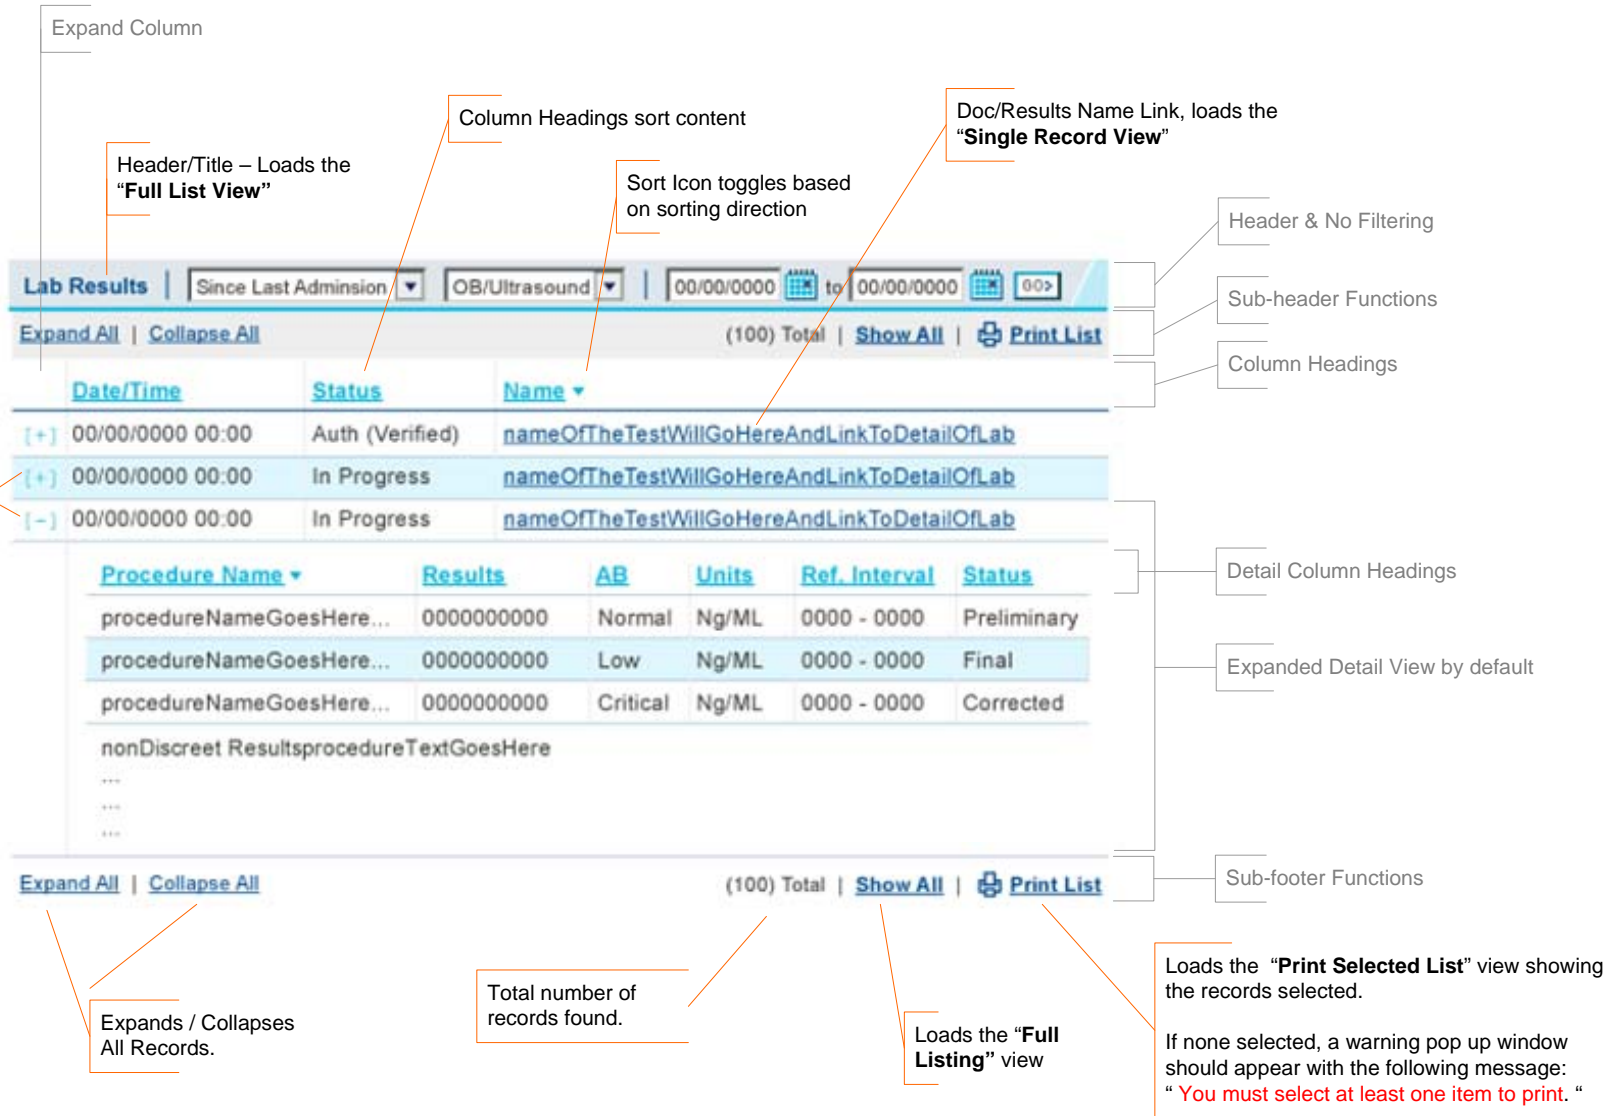 Expand Column
Column Headings sort content
Doc/Results Name Link, loads the
“Single Record View”
Header/Title – Loads the
“Full List View”
Sort Icon toggles based
on sorting direction
Header & No Filtering
Lab Results | Since Last Adminsion OB/Ultrasound | 00/00/0000 to 00/00/0000 GO>
Sub-header Functions
Expand All | Collapse All (100) Total | Show All | Print List
Column Headings
Date/Time Status Name
[+] 00/00/0000 00:00 Auth (Verified) nameOfTheTestWillGoHereAndLinkToDetailOfLab
[+] 00/00/0000 00:00 In Progress nameOfTheTestWillGoHereAndLinkToDetailOfLab
[-] 00/00/0000 00:00 In Progress nameOfTheTestWillGoHereAndLinkToDetailOfLab
Procedure Name Results AB Units Ref. Interval Status
Detail Column Headings
procedureNameGoesHere... 0000000000 Normal Ng/ML 0000 - 0000 Preliminary
procedureNameGoesHere... 0000000000 Low Ng/ML 0000 - 0000 Final
Expanded Detail View by default
procedureNameGoesHere... 0000000000 Critical Ng/ML 0000 - 0000 Corrected
nonDiscreet ResultsprocedureTextGoesHere
...
...
...
Expand All | Collapse All (100) Total | Show All | Print List
Sub-footer Functions
Expands / Collapses
All Records.
Total number of
records found.
Loads the “Full
Listing” view
Loads the “Print Selected List” view showing
the records selected.
If none selected, a warning pop up window
should appear with the following message:
“ You must select at least one item to print. “